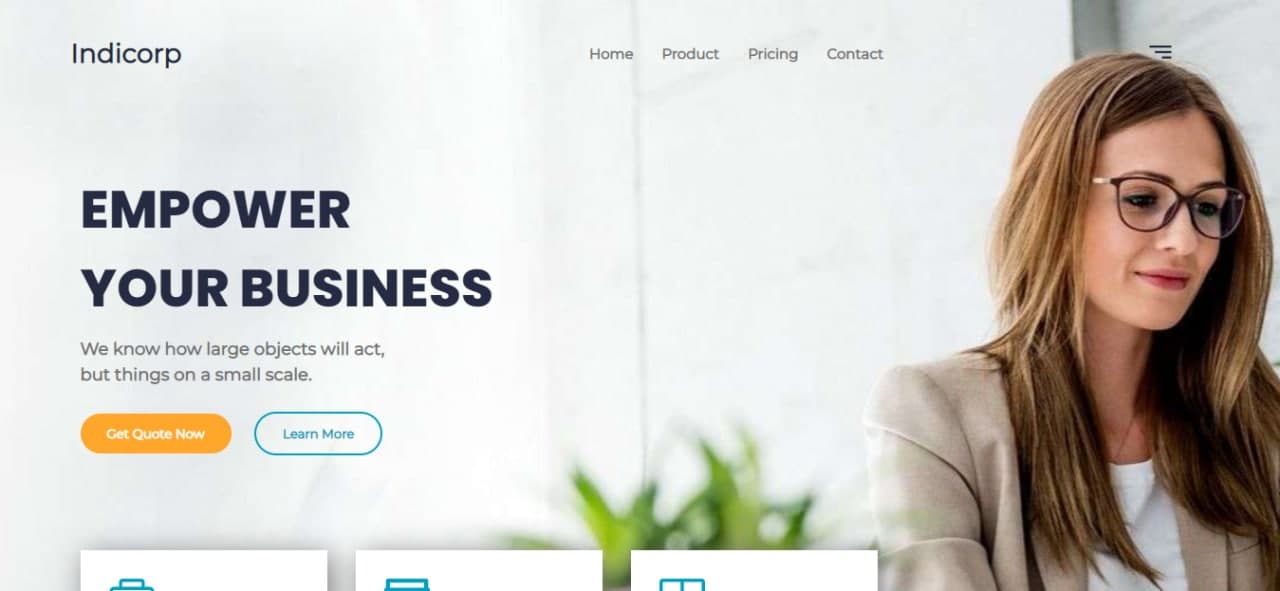 Indicorp
Home Product Pricing Contact
EMPOWER
YOUR BUSINESS
We know how large objects will act,
but things on a small scale.
Get Quote Now Learn More